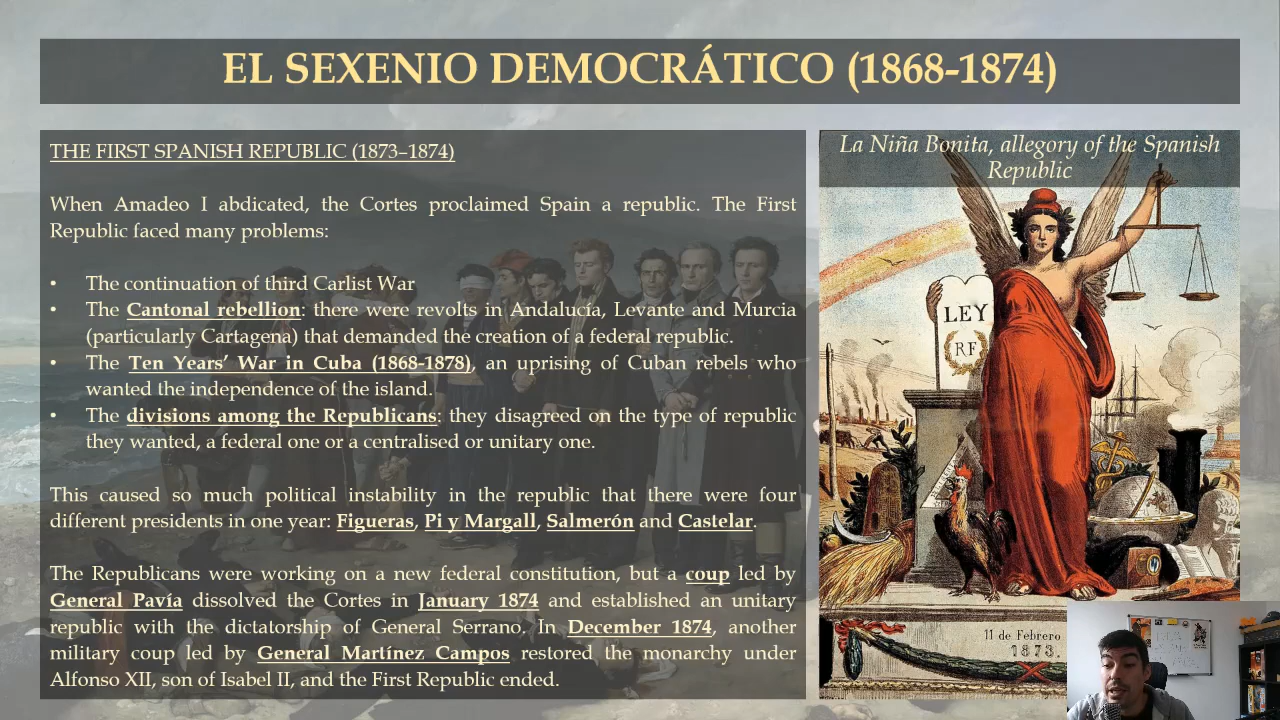 EL SEXENIO DEMOCRÁTICO (1868-1874)
THE FIRST SPANISH REPUBLIC (1873–1874)
When Amadeo I abdicated, the Cortes proclaimed Spain a republic. The First
Republic faced many problems:
• The continuation of third Carlist War
• The Cantonal rebellion: there were revolts in Andalucía, Levante and Murcia
(particularly Cartagena) that demanded the creation of a federal republic.
• The Ten Years’ War in Cuba (1868-1878), an uprising of Cuban rebels who
wanted the independence of the island.
• The divisions among the Republicans: they disagreed on the type of republic
they wanted, a federal one or a centralised or unitary one.
This caused so much political instability in the republic that there were four
different presidents in one year: Figueras, Pi y Margall, Salmerón and Castelar.
The Republicans were working on a new federal constitution, but a coup led by
General Pavía dissolved the Cortes in January 1874 and established an unitary
republic with the dictatorship of General Serrano. In December 1874, another
military coup led by General Martínez Campos restored the monarchy under
Alfonso XII, son of Isabel II, and the First Republic ended.
La Niña Bonita, allegory of the Spanish
Republic
LEY
RF
11 de Febrero
1873.